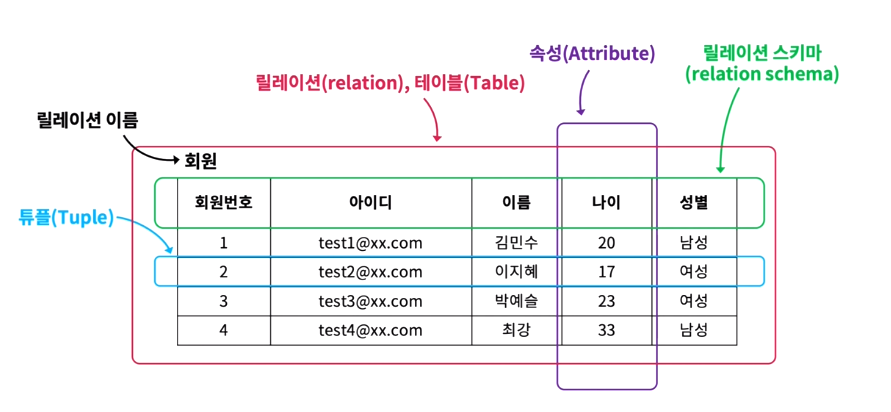 속성(Attribute)
릴레이션 스키마
(relation schema)
릴레이션(relation), 테이블(Table)
릴레이션 이름
회원
튜플(Tuple)
회원번호 아이디 이름 나이 성별
1 test1@xx.com 김민수 20 남성
2 test2@xx.com 이지혜 17 여성
3 test3@xx.com 박예슬 23 여성
4 test4@xx.com 최강 33 남성